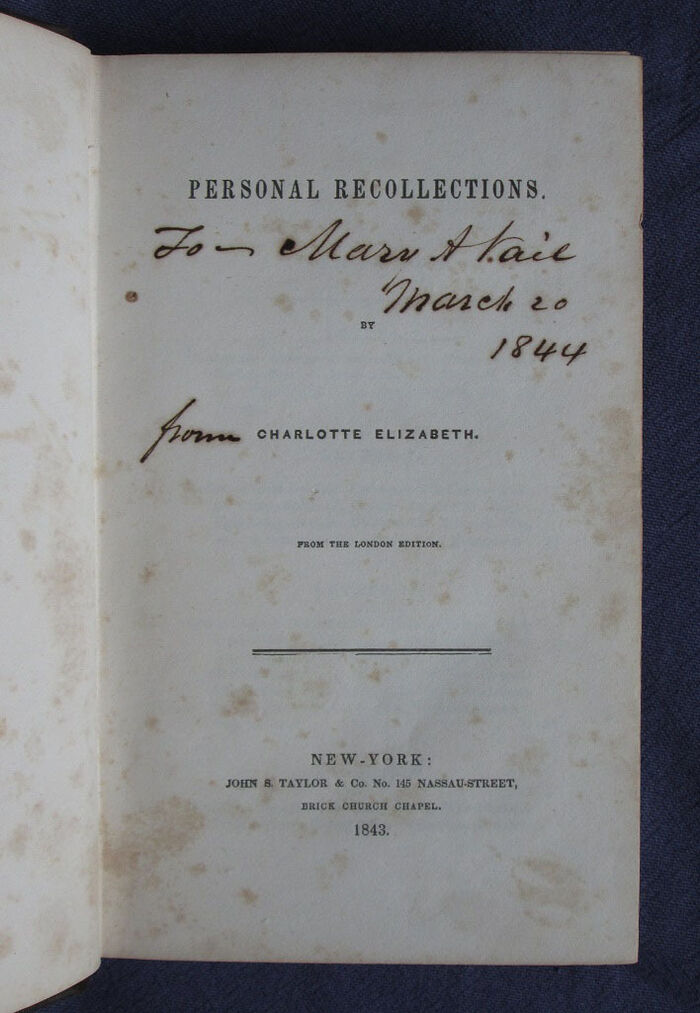 PERSONAL RECOLLECTIONS.
To — Mary A Vail
March 20
BY
1844
from CHARLOTTE ELIZABETH.
FROM THE LONDON EDITION.
NEW-YORK:
JOHN S. TAYLOR & Co. No. 145 NASSAU-STREET,
BRICK CHURCH CHAPEL.
1843.